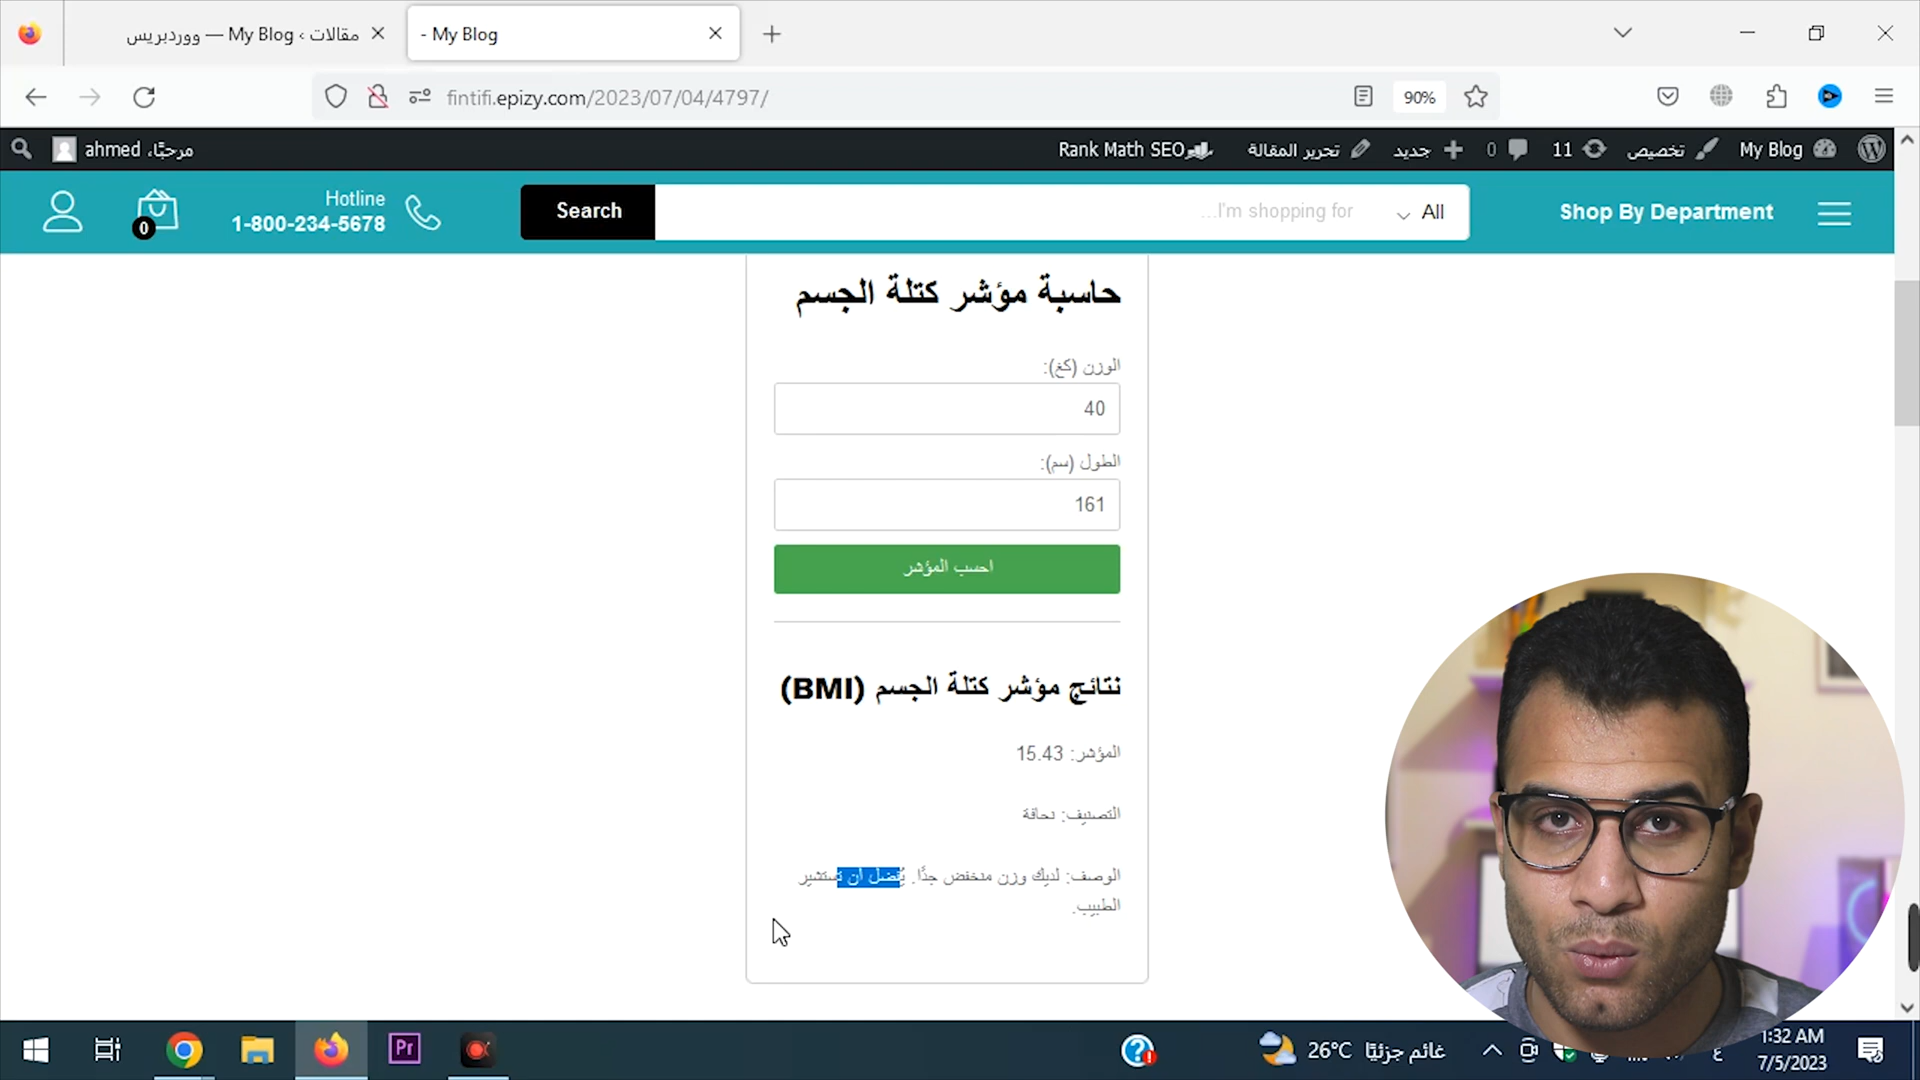 مقالات ‹ My Blog — ووردبريس
- My Blog
fintifi.epizy.com/2023/07/04/4797/
90%
My Blog
تخصيص
11
0
جديد
تحرير المقالة
Rank Math SEO
مرحبًا، ahmed
Shop By Department
All
I'm shopping for...
Search
Hotline
1-800-234-5678
0
حاسبة مؤشر كتلة الجسم
الوزن (كغ):
40
الطول (سم):
161
احسب المؤشر
نتائج مؤشر كتلة الجسم (BMI)
المؤشر: 15.43
التصنيف: نحافة
الوصف: لديك وزن منخفض جدًا. يُفضل أن تستشير
الطبيب.
Pr
26°C غائم جزئيًا
ع
1:32 AM
7/5/2023